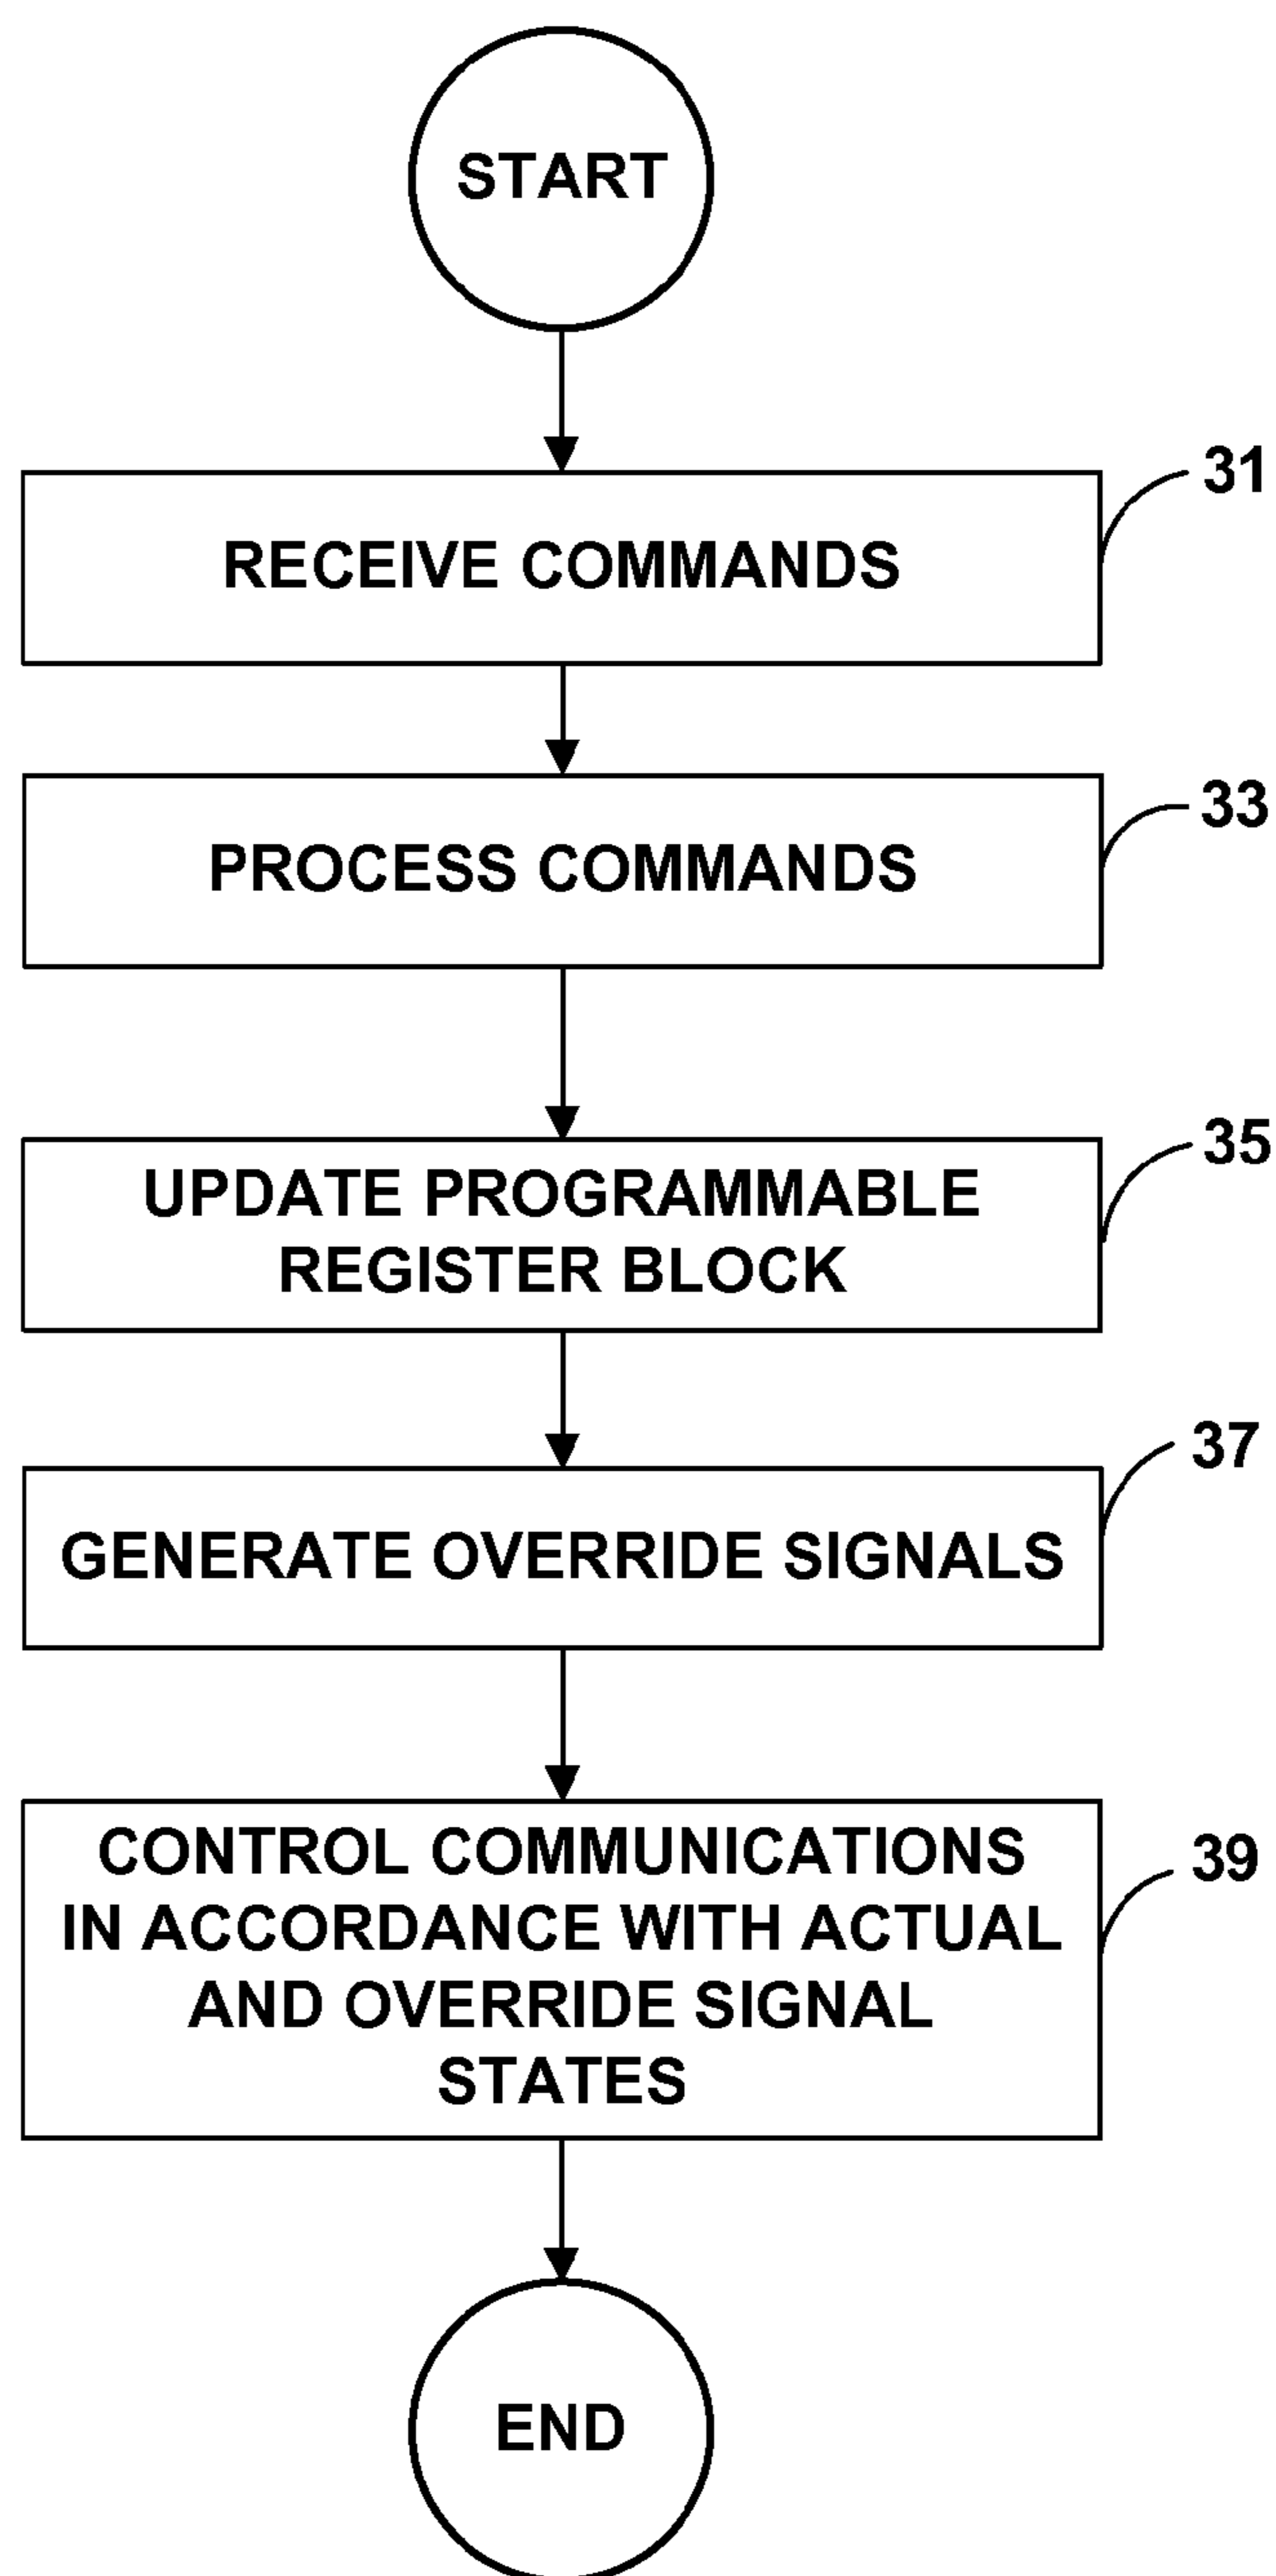 START
31
RECEIVE COMMANDS
33
PROCESS COMMANDS
35
UPDATE PROGRAMMABLE
REGISTER BLOCK
37
GENERATE OVERRIDE SIGNALS
39
CONTROL COMMUNICATIONS
IN ACCORDANCE WITH ACTUAL
AND OVERRIDE SIGNAL
STATES
END